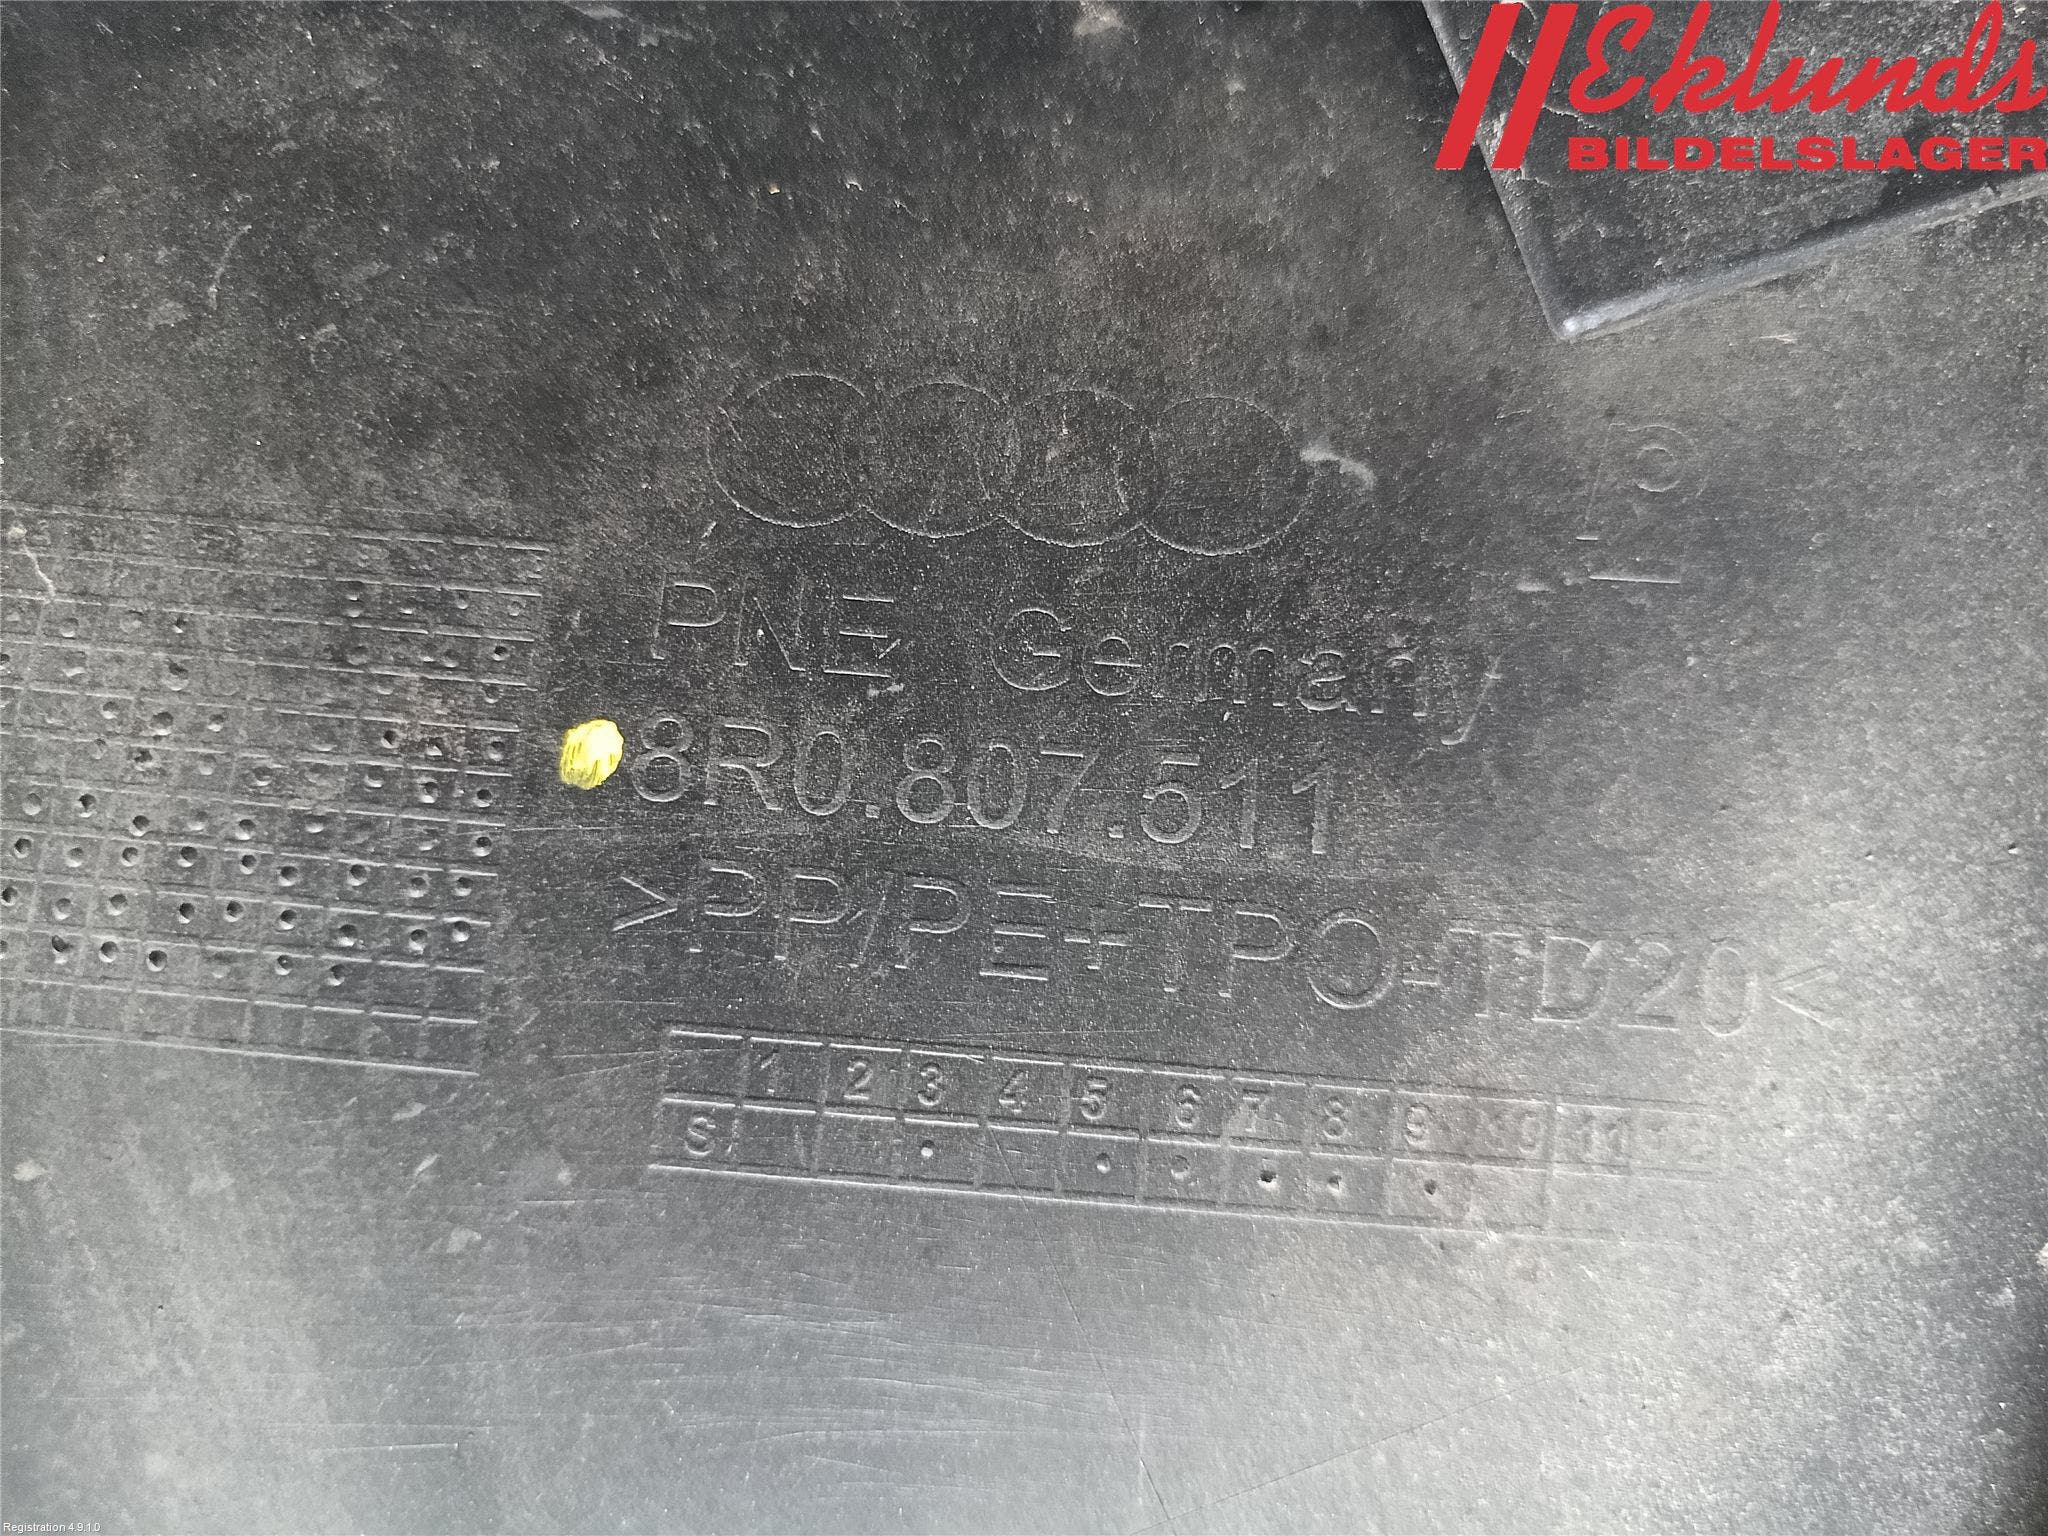 Eklunds
BILDELSLAGER
P
PNE Germany
8R0.807.511
>PP/PE+TPO-TD20<
1 2 3 4 5 6 7 8 9 10 11 12
S
Registration 4.9.1.0